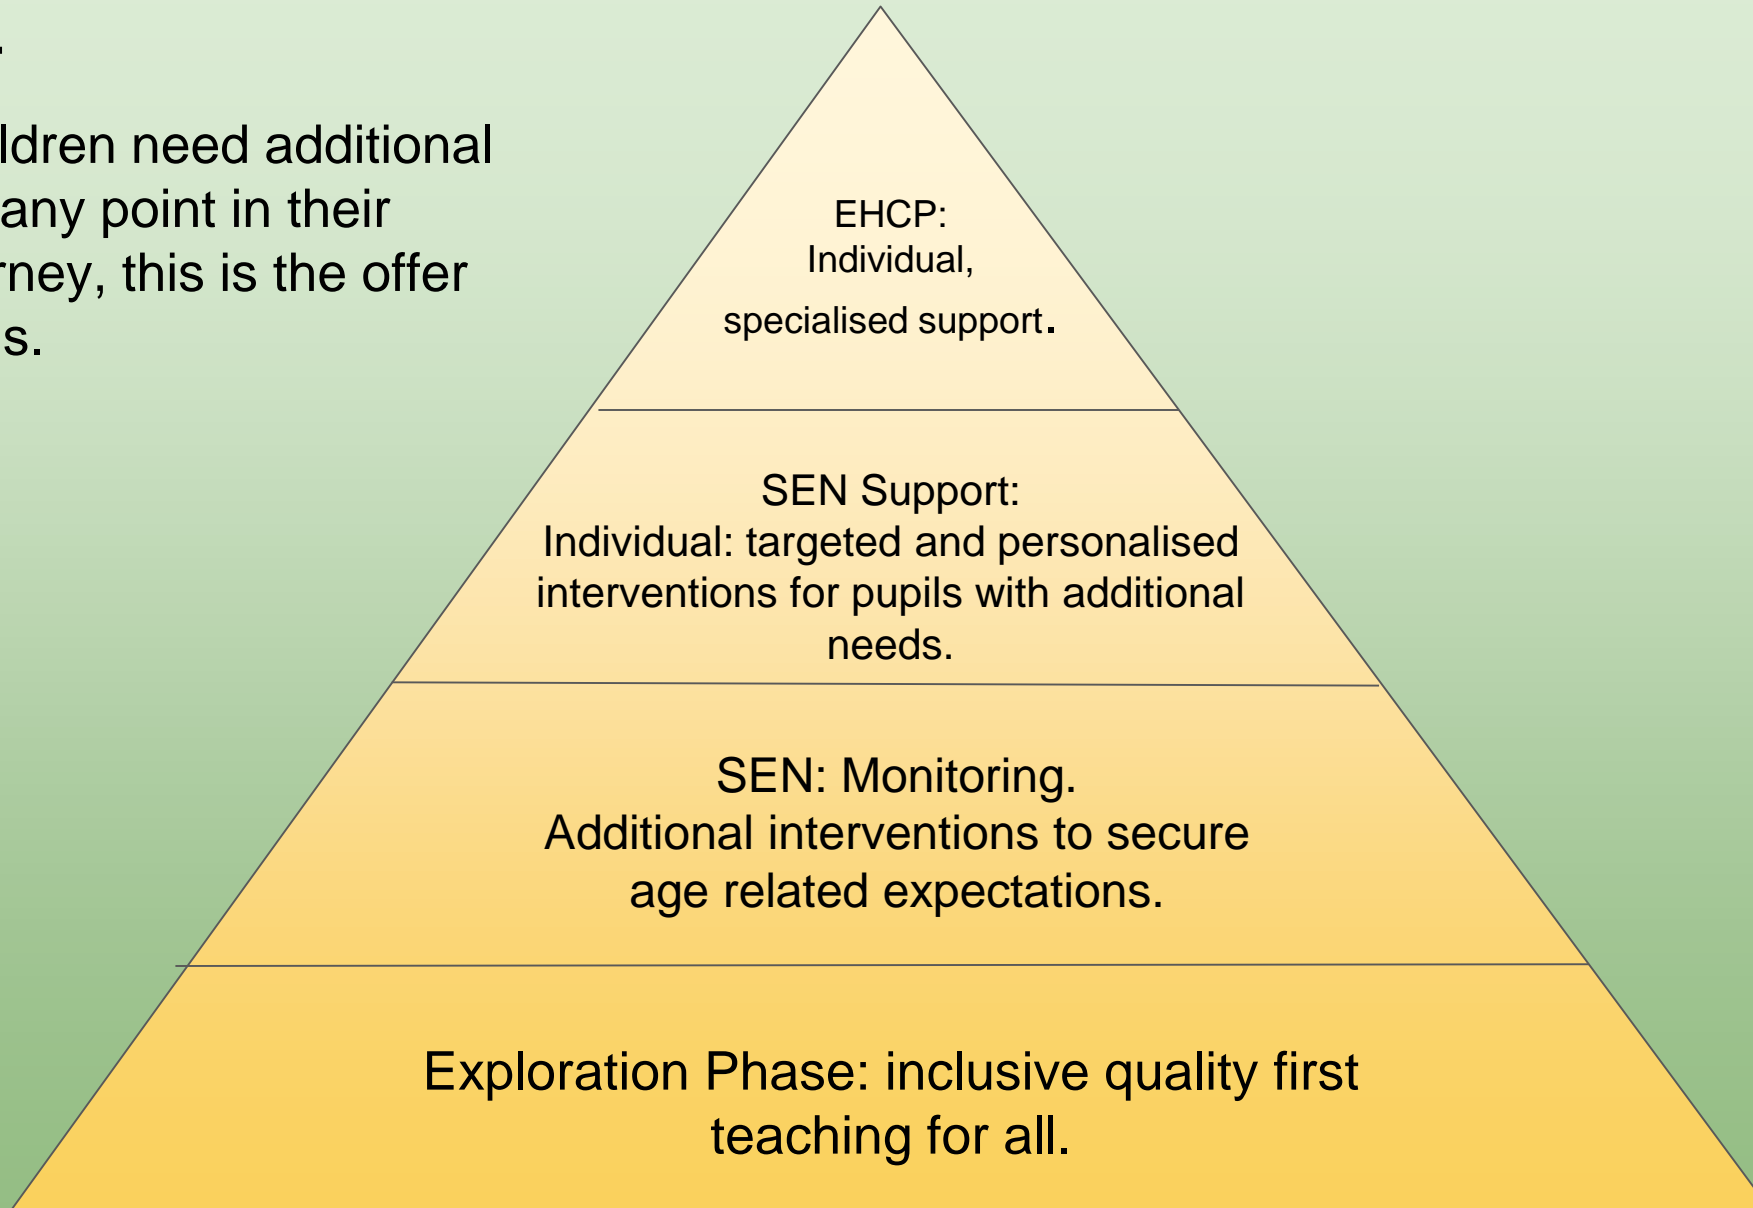 ldren need additional
any point in their
rney, this is the offer
s.
EHCP:
Individual,
specialised support.
SEN Support:
Individual: targeted and personalised
interventions for pupils with additional
needs.
SEN: Monitoring.
Additional interventions to secure
age related expectations.
Exploration Phase: inclusive quality first
teaching for all.